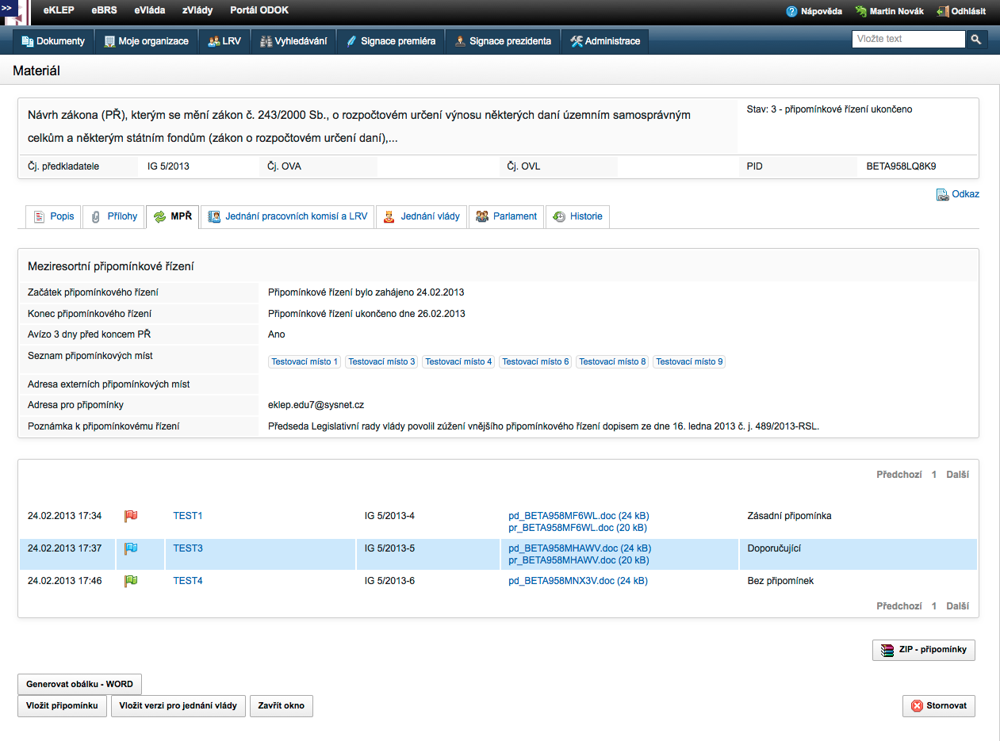 >>
eKLEP eBRS eVláda zVlády Portál ODOK Nápověda Martin Novák Odhlásit
Dokumenty Moje organizace LRV Vyhledávání Signace premiéra Signace prezidenta Administrace Vložte text
Materiál
Návrh zákona (PŘ), kterým se mění zákon č. 243/2000 Sb., o rozpočtovém určení výnosu některých daní územním samosprávným
celkům a některým státním fondům (zákon o rozpočtovém určení daní),...
Stav: 3 - připomínkové řízení ukončeno
Čj. předkladatele IG 5/2013 Čj. OVA Čj. OVL PID BETA958LQ8K9
Odkaz
Popis Přílohy MPŘ Jednání pracovních komisí a LRV Jednání vlády Parlament Historie
Meziresortní připomínkové řízení
Začátek připomínkového řízení Připomínkové řízení bylo zahájeno 24.02.2013
Konec připomínkového řízení Připomínkové řízení ukončeno dne 26.02.2013
Avízo 3 dny před koncem PŘ Ano
Seznam připomínkových míst Testovací místo 1 Testovací místo 3 Testovací místo 4 Testovací místo 6 Testovací místo 8 Testovací místo 9
Adresa externích připomínkových míst
Adresa pro připomínky eklep.edu7@sysnet.cz
Poznámka k připomínkovému řízení Předseda Legislativní rady vlády povolil zúžení vnějšího připomínkového řízení dopisem ze dne 16. ledna 2013 č. j. 489/2013-RSL.
Předchozí 1 Další
24.02.2013 17:34 TEST1 IG 5/2013-4 pd_BETA958MF6WL.doc (24 kB) Zásadní připomínka
pr_BETA958MF6WL.doc (20 kB)
24.02.2013 17:37 TEST3 IG 5/2013-5 pd_BETA958MHAWV.doc (24 kB) Doporučující
pr_BETA958MHAWV.doc (20 kB)
24.02.2013 17:46 TEST4 IG 5/2013-6 pd_BETA958MNX3V.doc (24 kB) Bez připomínek
Předchozí 1 Další
ZIP - připomínky
Generovat obálku - WORD
Vložit připomínku Vložit verzi pro jednání vlády Zavřít okno Stornovat